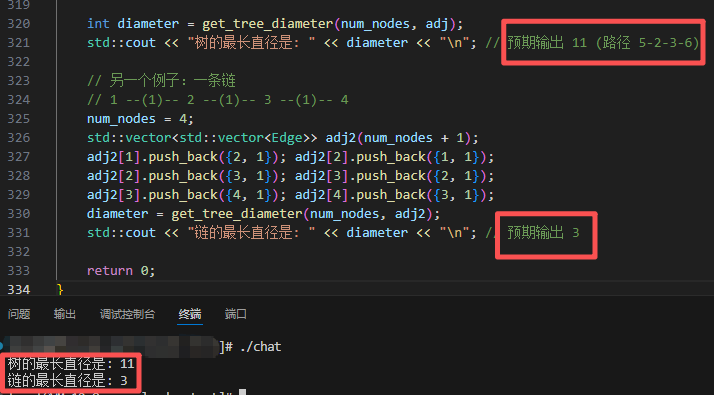 319
320 int diameter = get_tree_diameter(num_nodes, adj);
321 std::cout << "树的最长直径是: " << diameter << "\n"; // 预期输出 11 (路径 5-2-3-6)
322
323 // 另一个例子：一条链
324 // 1 --(1)-- 2 --(1)-- 3 --(1)-- 4
325 num_nodes = 4;
326 std::vector<std::vector<Edge>> adj2(num_nodes + 1);
327 adj2[1].push_back({2, 1}); adj2[2].push_back({1, 1});
328 adj2[2].push_back({3, 1}); adj2[3].push_back({2, 1});
329 adj2[3].push_back({4, 1}); adj2[4].push_back({3, 1});
330 diameter = get_tree_diameter(num_nodes, adj2);
331 std::cout << "链的最长直径是: " << diameter << "\n"; // 预期输出 3
332
333 return 0;
334 }
问题 输出 调试控制台 终端 端口
]# ./chat
树的最长直径是: 11
链的最长直径是: 3